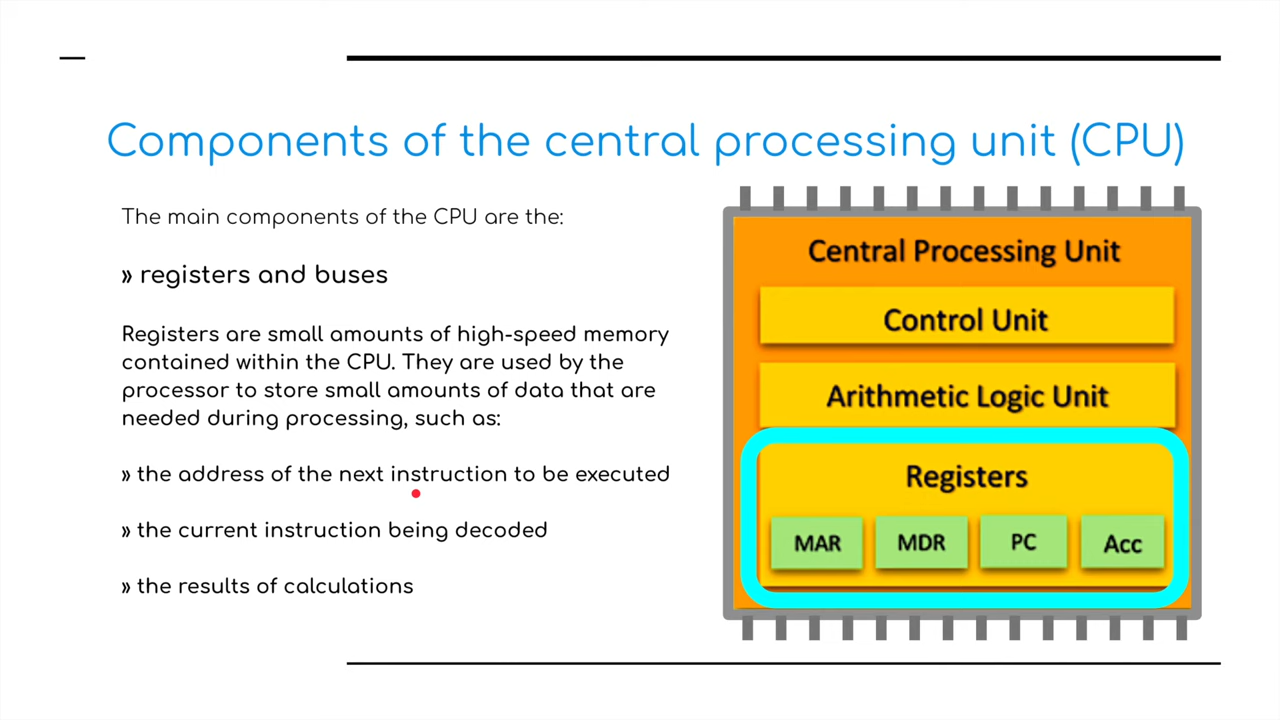 Components of the central processing unit (CPU)
The main components of the CPU are the:
» registers and buses
Registers are small amounts of high-speed memory
contained within the CPU. They are used by the
processor to store small amounts of data that are
needed during processing, such as:
» the address of the next instruction to be executed
» the current instruction being decoded
» the results of calculations
Central Processing Unit
Control Unit
Arithmetic Logic Unit
Registers
MAR MDR PC Acc